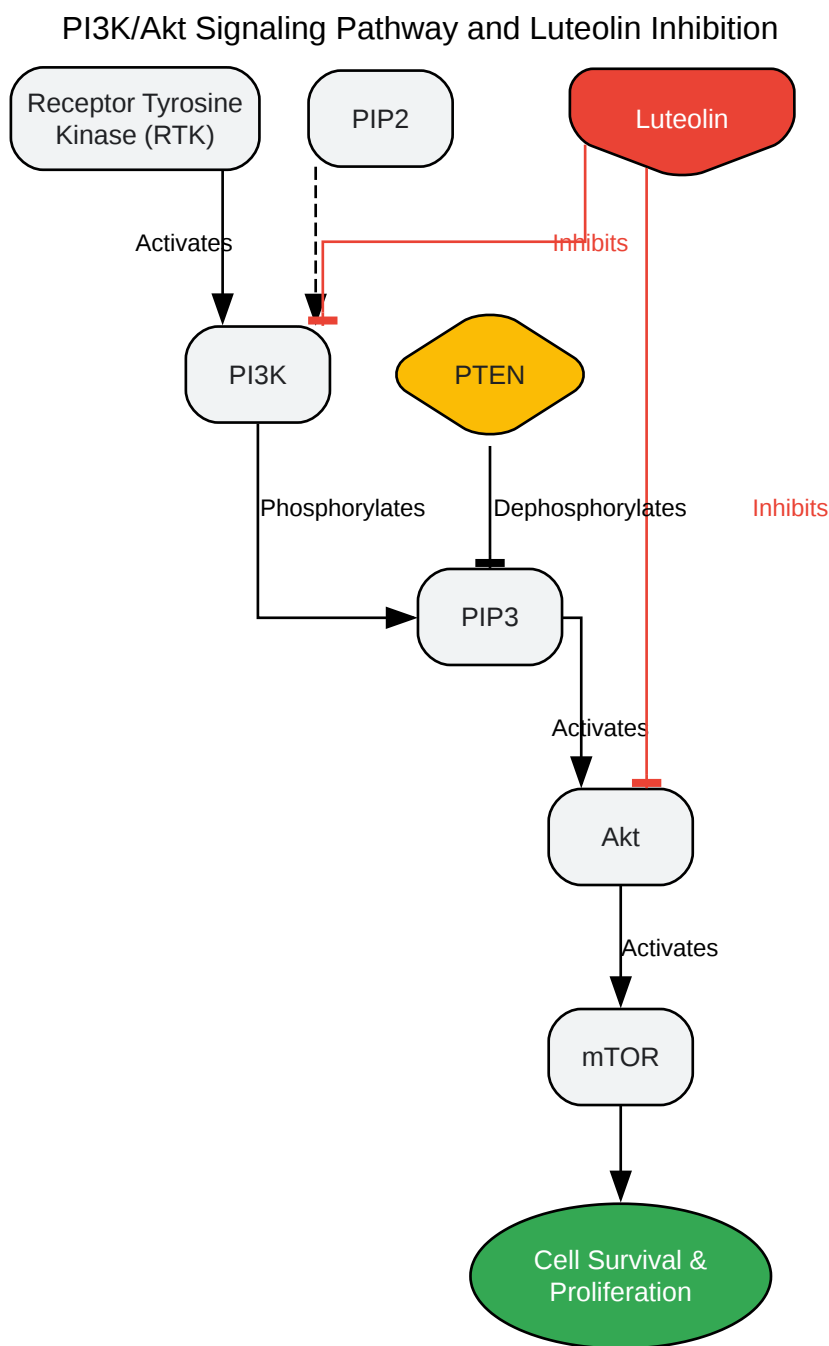 PI3K/Akt Signaling Pathway and Luteolin Inhibition
Receptor Tyrosine
Kinase (RTK)
PIP2
Luteolin
Activates
Inhibits
PI3K
PTEN
Phosphorylates
Dephosphorylates
Inhibits
PIP3
Activates
Akt
Activates
mTOR
Cell Survival &
Proliferation